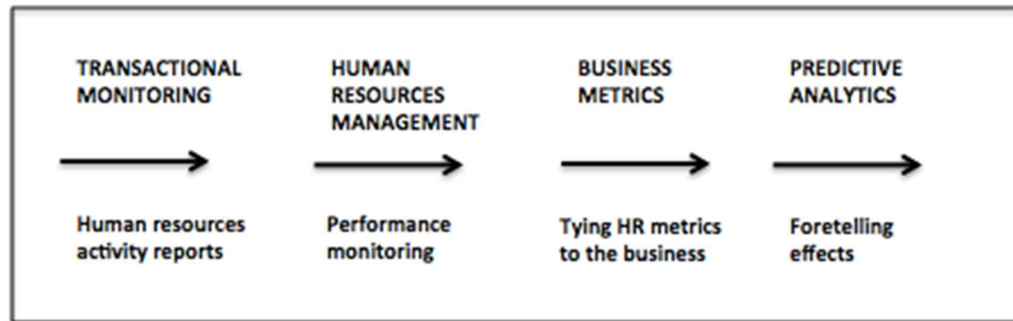 TRANSACTIONAL
MONITORING
HUMAN
RESOURCES
MANAGEMENT
BUSINESS
METRICS
PREDICTIVE
ANALYTICS
Human resources
activity reports
Performance
monitoring
Tying HR metrics
to the business
Foretelling
effects